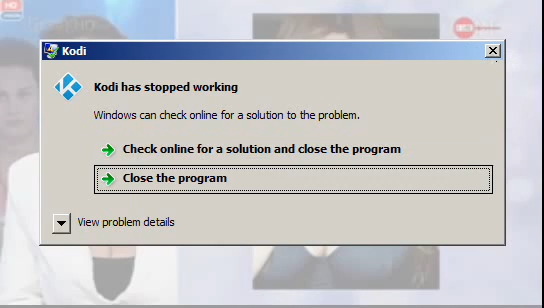 HD
Kodi
Kodi has stopped working
Windows can check online for a solution to the problem.
Check online for a solution and close the program
Close the program
View problem details